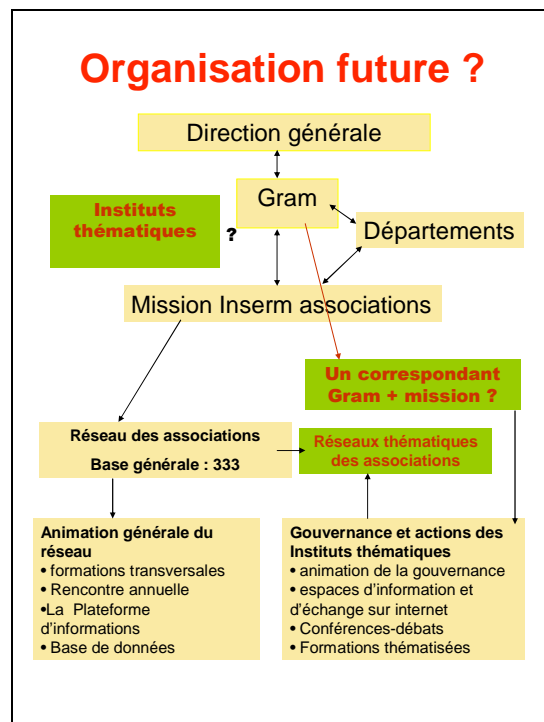 Organisation future ?
Direction générale
Gram
Instituts
thématiques
?
Départements
Mission Inserm associations
Un correspondant
Gram + mission ?
Réseau des associations
Base générale : 333
Réseaux thématiques
des associations
Animation générale du
réseau
• formations transversales
• Rencontre annuelle
•La Plateforme
d'informations
• Base de données
Gouvernance et actions des
Instituts thématiques
• animation de la gouvernance
• espaces d'information et
d'échange sur internet
• Conférences-débats
• Formations thématisées